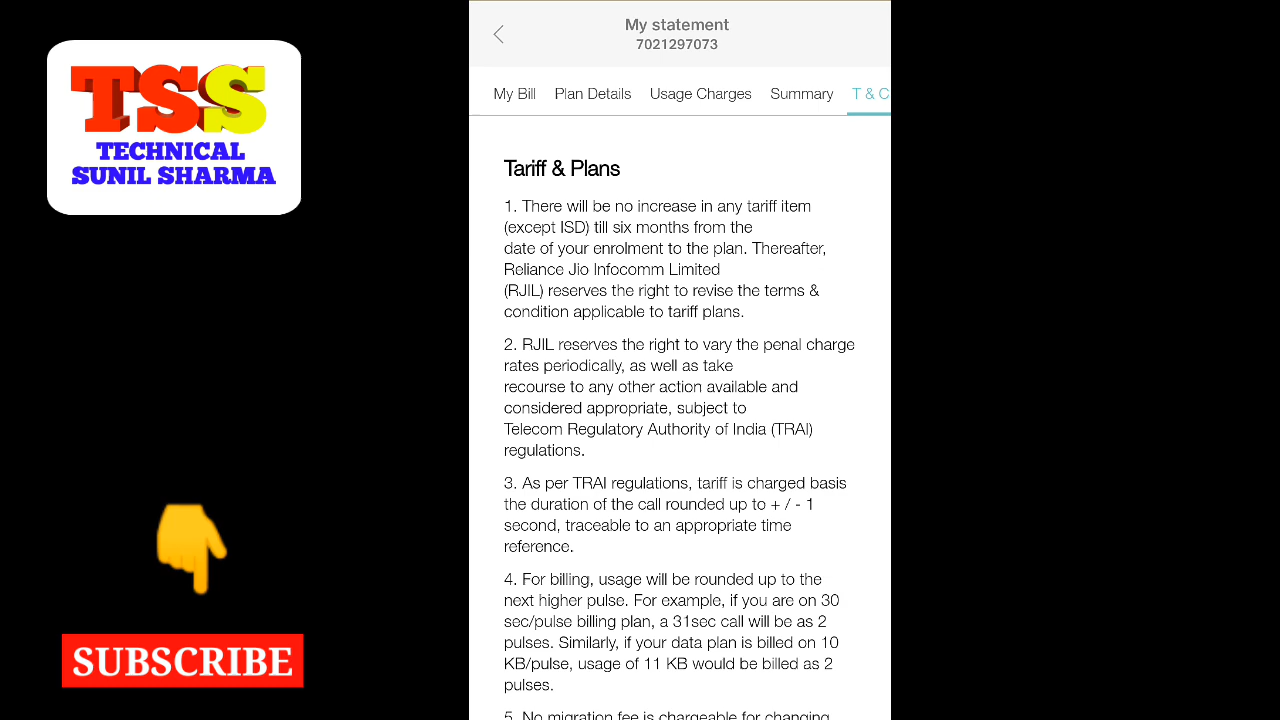 TSS
TECHNICAL
SUNIL SHARMA
SUBSCRIBE
My statement
7021297073
My Bill Plan Details Usage Charges Summary T & C
Tariff & Plans
1. There will be no increase in any tariff item
(except ISD) till six months from the
date of your enrolment to the plan. Thereafter,
Reliance Jio Infocomm Limited
(RJIL) reserves the right to revise the terms &
condition applicable to tariff plans.
2. RJIL reserves the right to vary the penal charge
rates periodically, as well as take
recourse to any other action available and
considered appropriate, subject to
Telecom Regulatory Authority of India (TRAI)
regulations.
3. As per TRAI regulations, tariff is charged basis
the duration of the call rounded up to + / - 1
second, traceable to an appropriate time
reference.
4. For billing, usage will be rounded up to the
next higher pulse. For example, if you are on 30
sec/pulse billing plan, a 31sec call will be as 2
pulses. Similarly, if your data plan is billed on 10
KB/pulse, usage of 11 KB would be billed as 2
pulses.
5. No migration fee is chargeable for changing